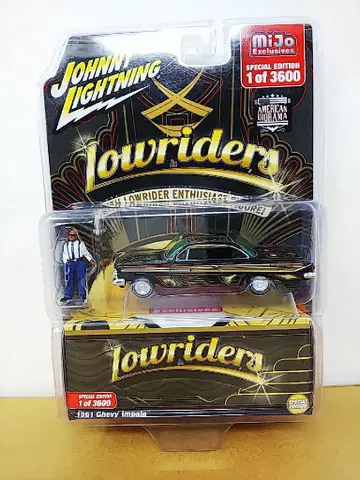 JOHNNY
LIGHTNING
MiJo
Exclusives
SPECIAL EDITION
1 of 3600
AMERICAN
DIORAMA
Lowriders
LOWRIDER ENTHUSIAST
Lowriders
SPECIAL EDITION
1 of 3600
1961 Chevy Impala